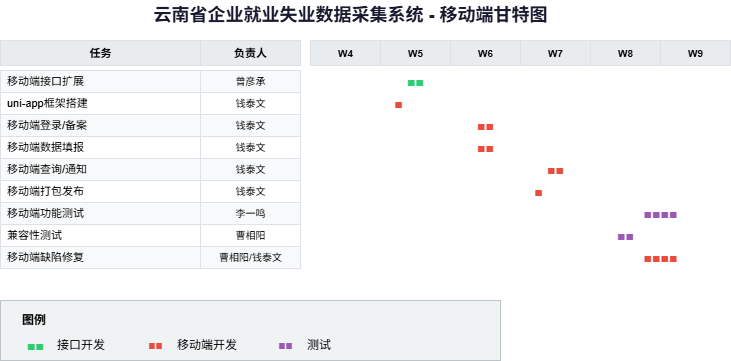 云南省企业就业失业数据采集系统 - 移动端甘特图
任务 负责人 W4 W5 W6 W7 W8 W9
移动端接口扩展 曾彦承
uni-app框架搭建 钱泰文
移动端登录/备案 钱泰文
移动端数据填报 钱泰文
移动端查询/通知 钱泰文
移动端打包发布 钱泰文
移动端功能测试 李一鸣
兼容性测试 曹相阳
移动端缺陷修复 曹相阳/钱泰文
图例
接口开发 移动端开发 测试